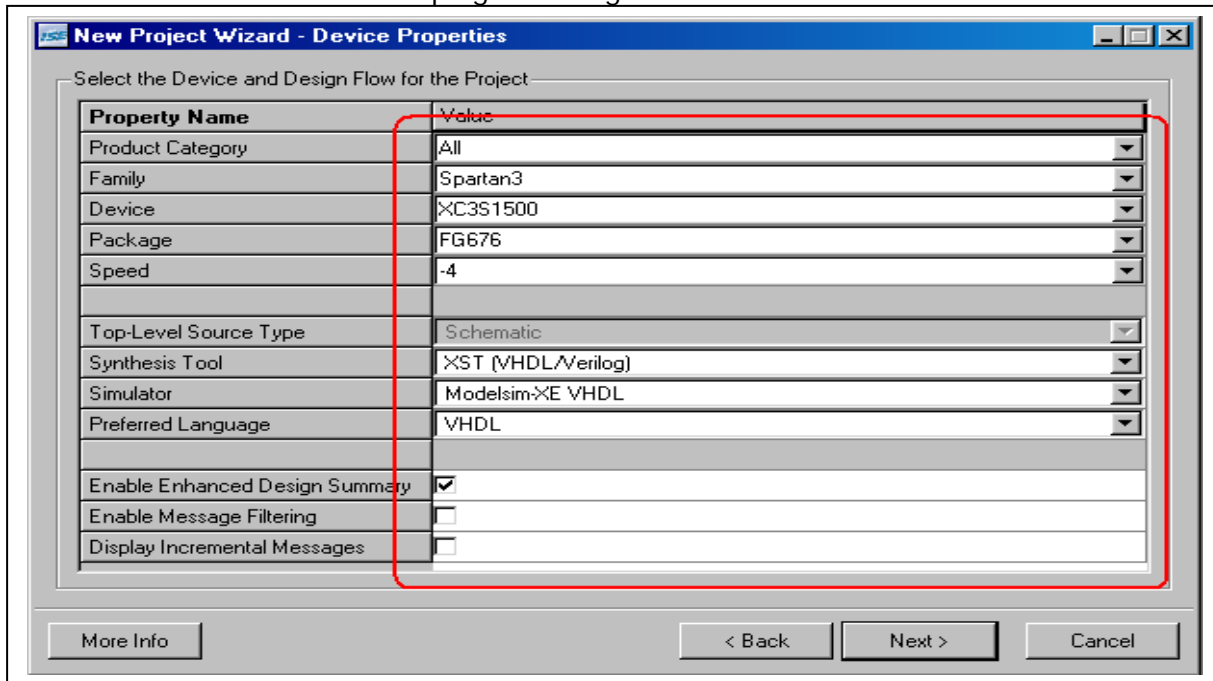 ISE New Project Wizard - Device Properties
Select the Device and Design Flow for the Project
Property Name Value
Product Category All
Family Spartan3
Device XC3S1500
Package FG676
Speed -4
Top-Level Source Type Schematic
Synthesis Tool XST (VHDL/Verilog)
Simulator Modelsim-XE VHDL
Preferred Language VHDL
Enable Enhanced Design Summary
Enable Message Filtering
Display Incremental Messages
More Info < Back Next > Cancel